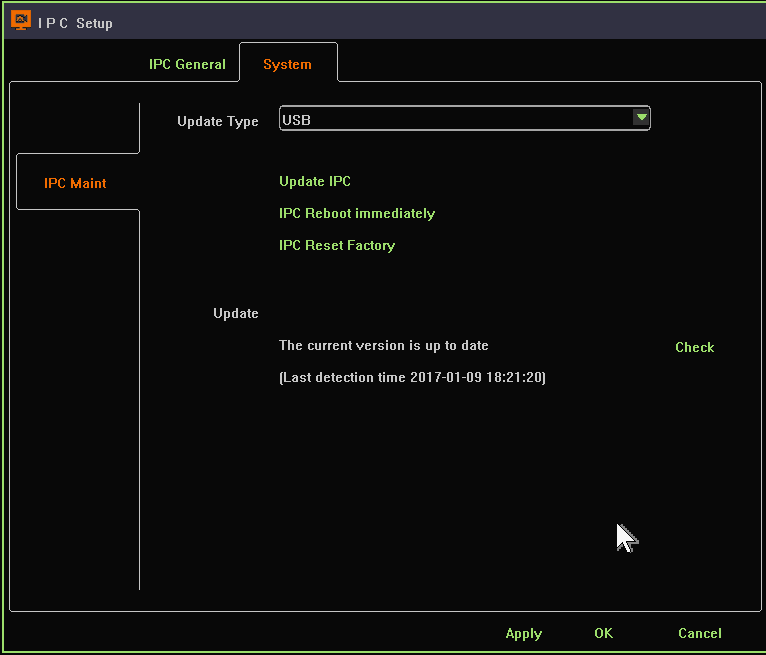 IPC Setup
IPC General System
Update Type USB
IPC Maint
Update IPC
IPC Reboot immediately
IPC Reset Factory
Update
The current version is up to date Check
(Last detection time 2017-01-09 18:21:20)
Apply OK Cancel